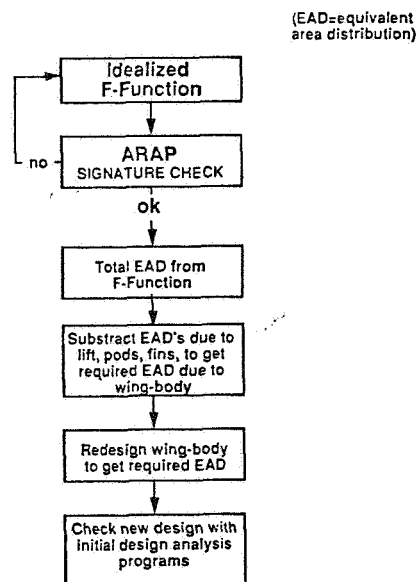 (EAD=equivalent
area distribution)
Idealized
F-Function
no
ARAP
SIGNATURE CHECK
ok
Total EAD from
F-Function
Substract EAD's due to
lift, pods, fins, to get
required EAD due to
wing-body
Redesign wing-body
to get required EAD
Check new design with
initial design analysis
programs